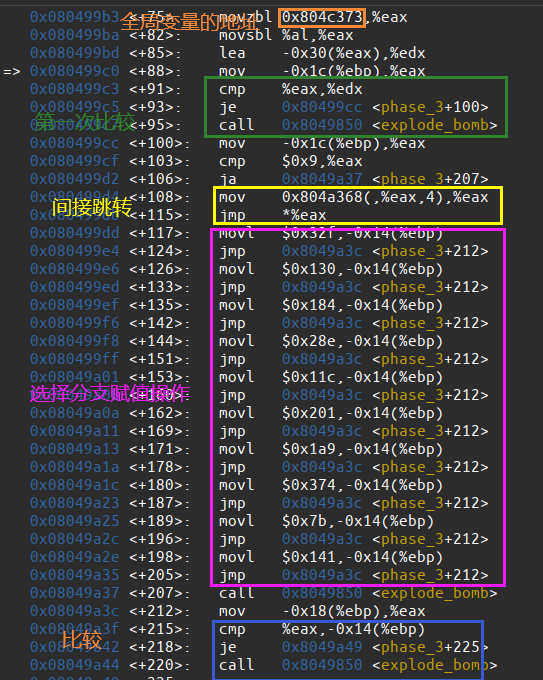 0x080499b3 <+75>: movzbl 0x804c373,%eax
全局变量的地址
0x080499ba <+82>: movsbl %al,%eax
0x080499bd <+85>: lea -0x30(%eax),%edx
=> 0x080499c0 <+88>: mov -0x1c(%ebp),%eax
0x080499c3 <+91>: cmp %eax,%edx
0x080499c5 <+93>: je 0x80499cc <phase_3+100>
第一次比较
<+95>: call 0x8049850 <explode_bomb>
0x080499cc <+100>: mov -0x1c(%ebp),%eax
0x080499cf <+103>: cmp $0x9,%eax
0x080499d2 <+106>: ja 0x8049a37 <phase_3+207>
0x080499d4 <+108>: mov 0x804a368(,%eax,4),%eax
间接跳转
<+115>: jmp *%eax
0x080499dd <+117>: movl $0x32f,-0x14(%ebp)
0x080499e4 <+124>: jmp 0x8049a3c <phase_3+212>
0x080499e6 <+126>: movl $0x130,-0x14(%ebp)
0x080499ed <+133>: jmp 0x8049a3c <phase_3+212>
0x080499ef <+135>: movl $0x184,-0x14(%ebp)
0x080499f6 <+142>: jmp 0x8049a3c <phase_3+212>
0x080499f8 <+144>: movl $0x28e,-0x14(%ebp)
0x080499ff <+151>: jmp 0x8049a3c <phase_3+212>
0x08049a01 <+153>: movl $0x11c,-0x14(%ebp)
选择分支赋值操作
jmp 0x8049a3c <phase_3+212>
0x08049a0a <+162>: movl $0x201,-0x14(%ebp)
0x08049a11 <+169>: jmp 0x8049a3c <phase_3+212>
0x08049a13 <+171>: movl $0x1a9,-0x14(%ebp)
0x08049a1a <+178>: jmp 0x8049a3c <phase_3+212>
0x08049a1c <+180>: movl $0x374,-0x14(%ebp)
0x08049a23 <+187>: jmp 0x8049a3c <phase_3+212>
0x08049a25 <+189>: movl $0x7b,-0x14(%ebp)
0x08049a2c <+196>: jmp 0x8049a3c <phase_3+212>
0x08049a2e <+198>: movl $0x141,-0x14(%ebp)
0x08049a35 <+205>: jmp 0x8049a3c <phase_3+212>
0x08049a37 <+207>: call 0x8049850 <explode_bomb>
0x08049a3c <+212>: mov -0x18(%ebp),%eax
0x08049a3f <+215>: cmp %eax,-0x14(%ebp)
比较
0x08049a42 <+218>: je 0x8049a49 <phase_3+225>
0x08049a44 <+220>: call 0x8049850 <explode_bomb>